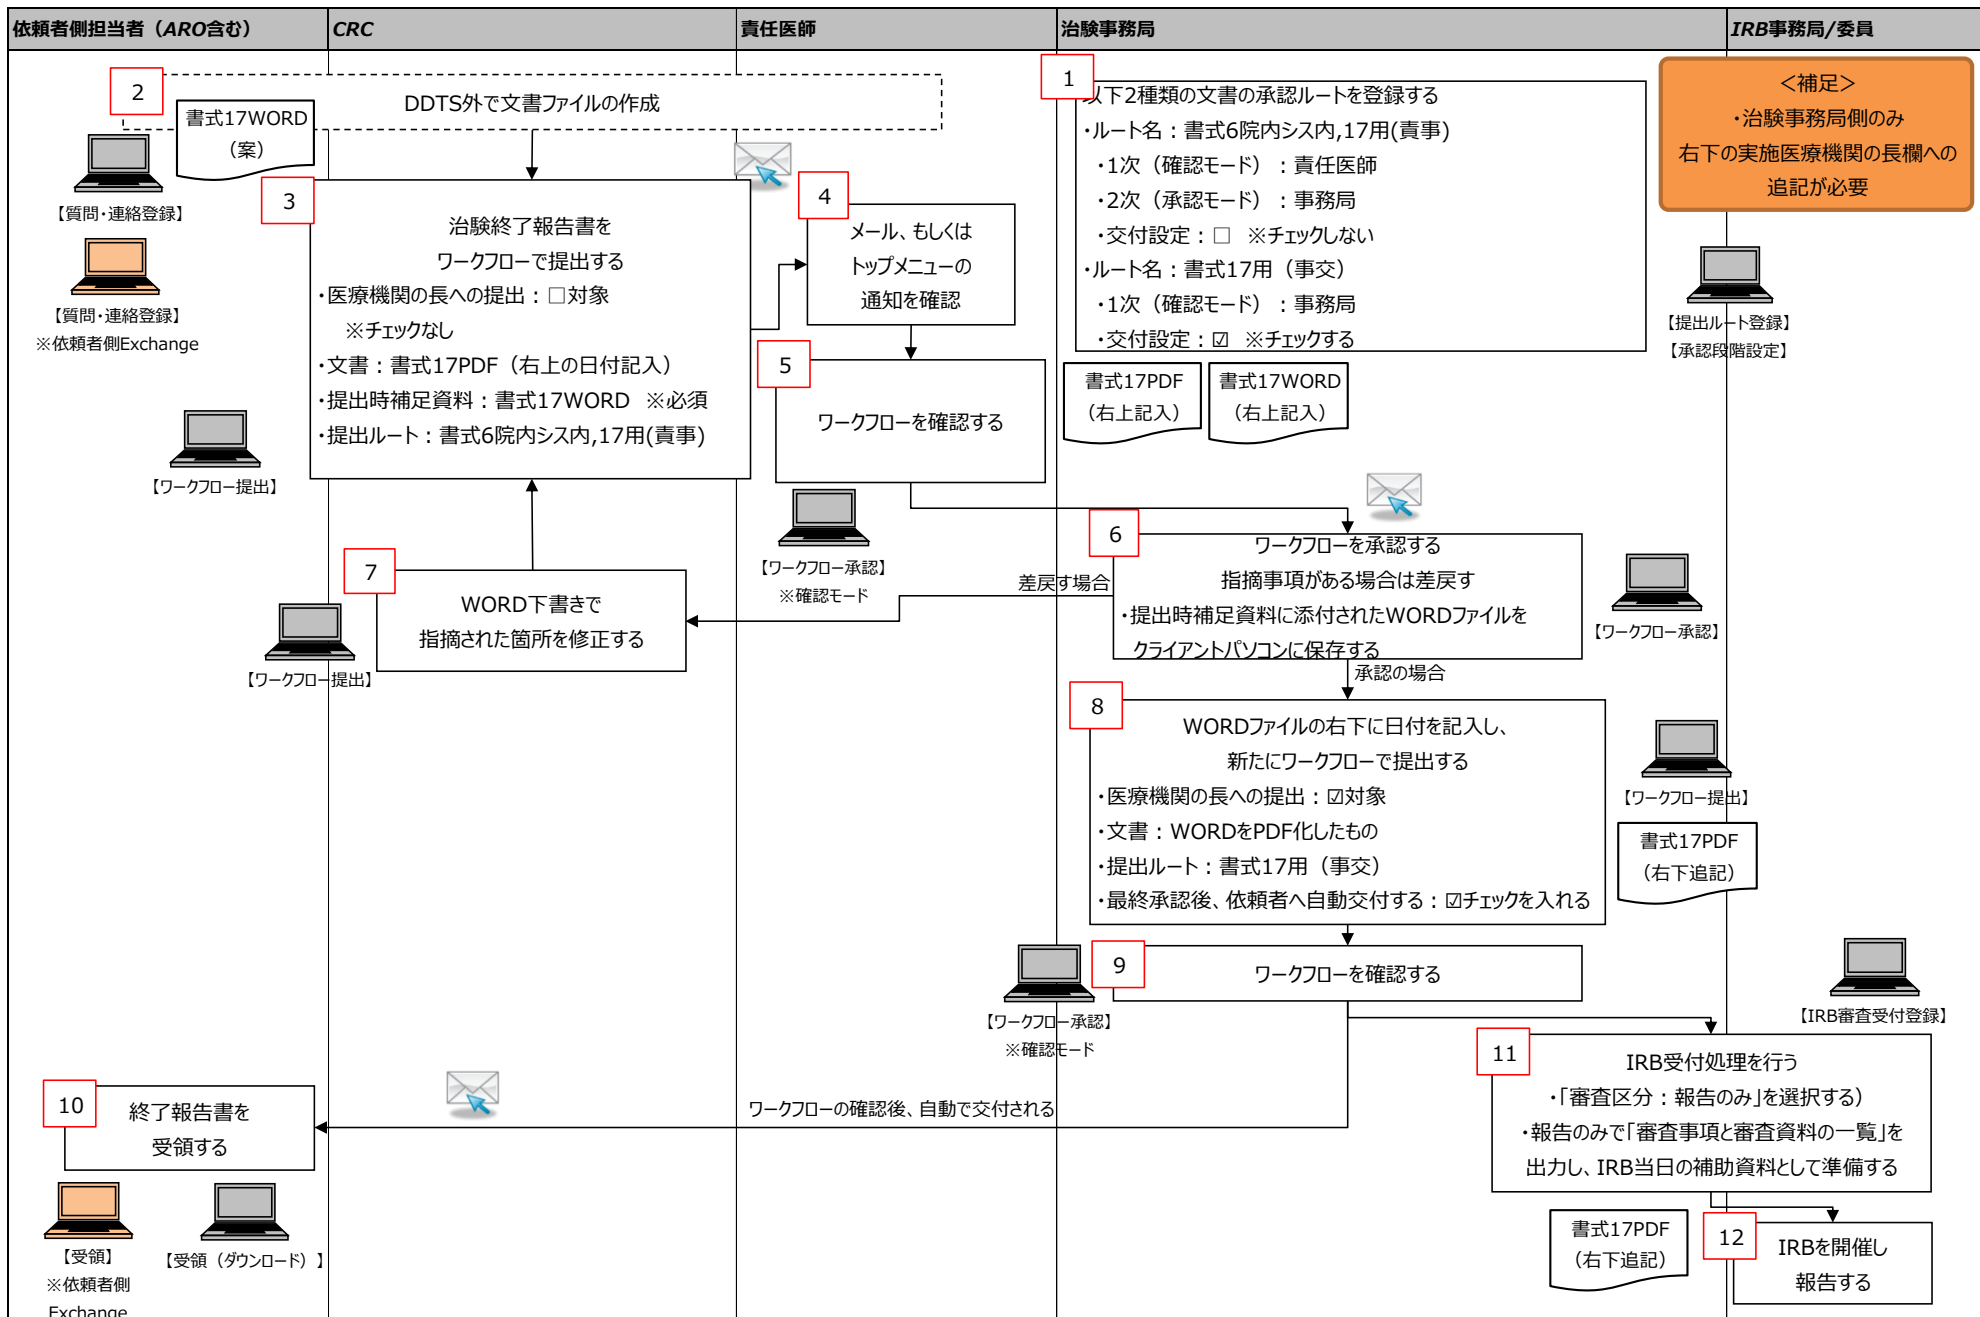 依頼者側担当者（ARO含む）
CRC
責任医師
治験事務局
IRB事務局/委員
1
以下2種類の文書の承認ルートを登録する
・ルート名：書式6院内シス内,17用(責事)
・1次（確認モード）：責任医師
・2次（承認モード）：事務局
・交付設定：□　※チェックしない
・ルート名：書式17用（事交）
・1次（確認モード）：事務局
・交付設定：☑　※チェックする
＜補足＞
・治験事務局側のみ
右下の実施医療機関の長欄への
追記が必要
【提出ルート登録】
【承認段階設定】
2
DDTS外で文書ファイルの作成
書式17WORD
（案）
【質問・連絡登録】
【質問・連絡登録】
※依頼者側Exchange
3
治験終了報告書を
ワークフローで提出する
・医療機関の長への提出：□対象
※チェックなし
・文書：書式17PDF（右上の日付記入）
・提出時補足資料：書式17WORD　※必須
・提出ルート：書式6院内シス内,17用(責事)
【ワークフロー提出】
4
メール、もしくは
トップメニューの
通知を確認
5
ワークフローを確認する
書式17PDF
（右上記入）
書式17WORD
（右上記入）
【ワークフロー承認】
※確認モード
6
ワークフローを承認する
指摘事項がある場合は差戻す
・提出時補足資料に添付されたWORDファイルを
クライアントパソコンに保存する
【ワークフロー承認】
差戻す場合
7
WORD下書きで
指摘された箇所を修正する
【ワークフロー提出】
承認の場合
8
WORDファイルの右下に日付を記入し、
新たにワークフローで提出する
・医療機関の長への提出：☑対象
・文書：WORDをPDF化したもの
・提出ルート：書式17用（事交）
・最終承認後、依頼者へ自動交付する：☑チェックを入れる
【ワークフロー提出】
書式17PDF
（右下追記）
9
ワークフローを確認する
【ワークフロー承認】
※確認モード
【IRB審査受付登録】
10
終了報告書を
受領する
ワークフローの確認後、自動で交付される
【受領】
※依頼者側
Exchange
【受領（ダウンロード）】
11
IRB受付処理を行う
・「審査区分：報告のみ」を選択する）
・報告のみで「審査事項と審査資料の一覧」を
出力し、IRB当日の補助資料として準備する
書式17PDF
（右下追記）
12
IRBを開催し
報告する